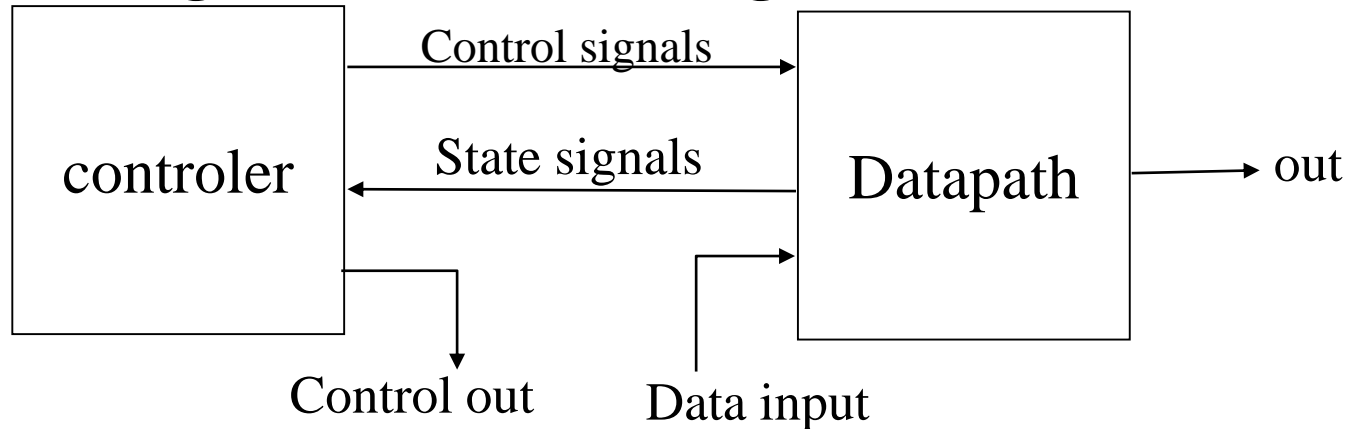 Control signals
controler
State signals
Datapath
out
Control out
Data input